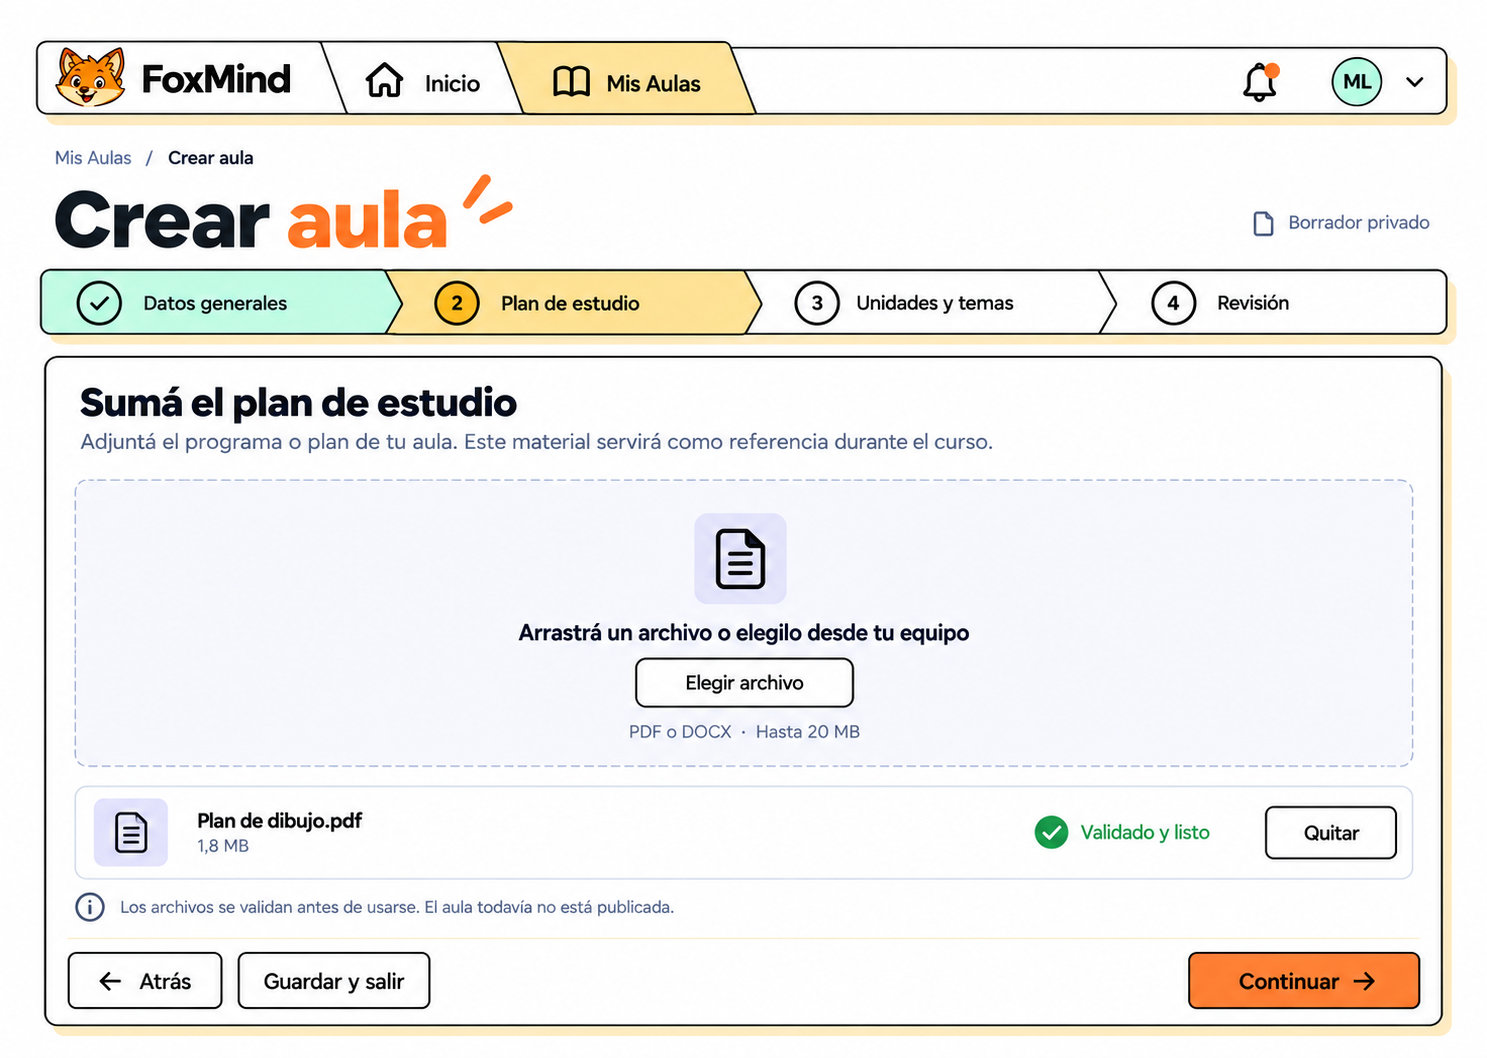 FoxMind
Inicio
Mis Aulas
ML
Mis Aulas / Crear aula
Crear aula
Borrador privado
Datos generales
2 Plan de estudio
3 Unidades y temas
4 Revisión
Sumá el plan de estudio
Adjuntá el programa o plan de tu aula. Este material servirá como referencia durante el curso.
Arrastrá un archivo o elegilo desde tu equipo
Elegir archivo
PDF o DOCX · Hasta 20 MB
Plan de dibujo.pdf
1,8 MB
Validado y listo
Quitar
Los archivos se validan antes de usarse. El aula todavía no está publicada.
← Atrás
Guardar y salir
Continuar →